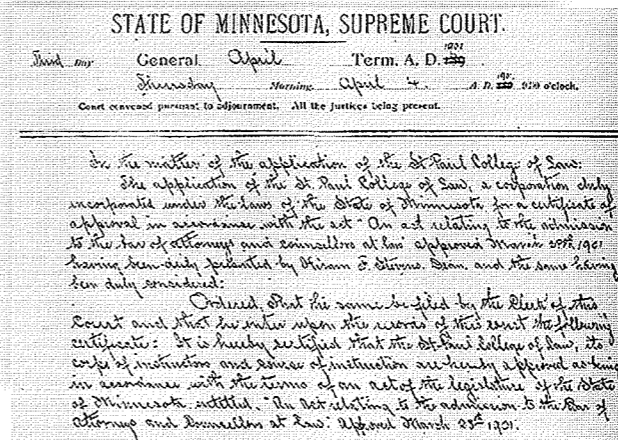 STATE OF MINNESOTA, SUPREME COURT.
Third Day General April Term. A. D. 1901
Thursday Morning. April 4. A. D. 9:30 o'clock.
Court convened pursuant to adjournment. All the Justices being present.
In the matter of the application of the St. Paul College of Law:
The application of the St. Paul College of Law, a corporation duly
incorporated under the laws of the State of Minnesota for a certificate of
approval in accordance with the act "An act relating to the admission
to the bar of attorneys and counsellors at law" approved March 1901
having been duly presented by Hiram F. Stevens, Dean, and the same having
been duly considered:
Ordered, That the same be filed by the Clerk of this
Court and that he enter upon the records of this court the following
certificate: It is hereby certified that the St. Paul College of Law, its
corps of instructors and course of instruction are hereby approved as being
in accordance with the terms of an act of the legislature of the State
of Minnesota entitled, "An Act relating to the admission to the Bar of
Attorneys and Councellors at Law." Approved March 1901.